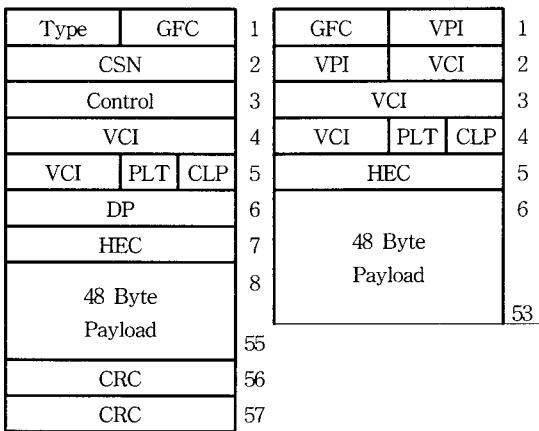 Type GFC 1
CSN 2
Control 3
VCI 4
VCI PLT CLP 5
DP 6
HEC 7
48 Byte 8
Payload
55
CRC 56
CRC 57
GFC VPI 1
VPI VCI 2
VCI 3
VCI PLT CLP 4
HEC 5
6
48 Byte
Payload
53